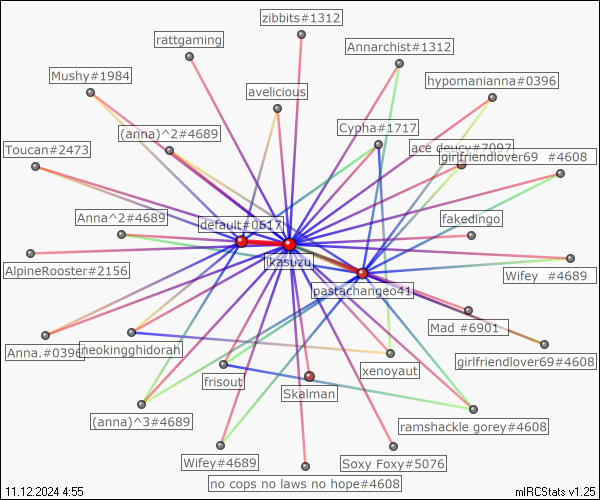 zibbits#1312
rattgaming
Annarchist#1312
Mushy#1984
hypomanianna#0396
avelicious
(anna)^2#4689
Cypha#1717
ace deucy#7097
Toucan#2473
girlfriendlover69 #4608
Anna^2#4689
default#0617
fakedingo
iKasuzu
AlpineRooster#2156
Wifey #4689
pastachangeo41
Mad #6901
Anna.#0396
neokingghidorah
xenoyaut
girlfriendlover69#4608
frisout
Skalman
(anna)^3#4689
ramshackle gorey#4608
Wifey#4689
Soxy Foxy#5076
no cops no laws no hope#4608
11.12.2024 4:55
mIRCStats v1.25